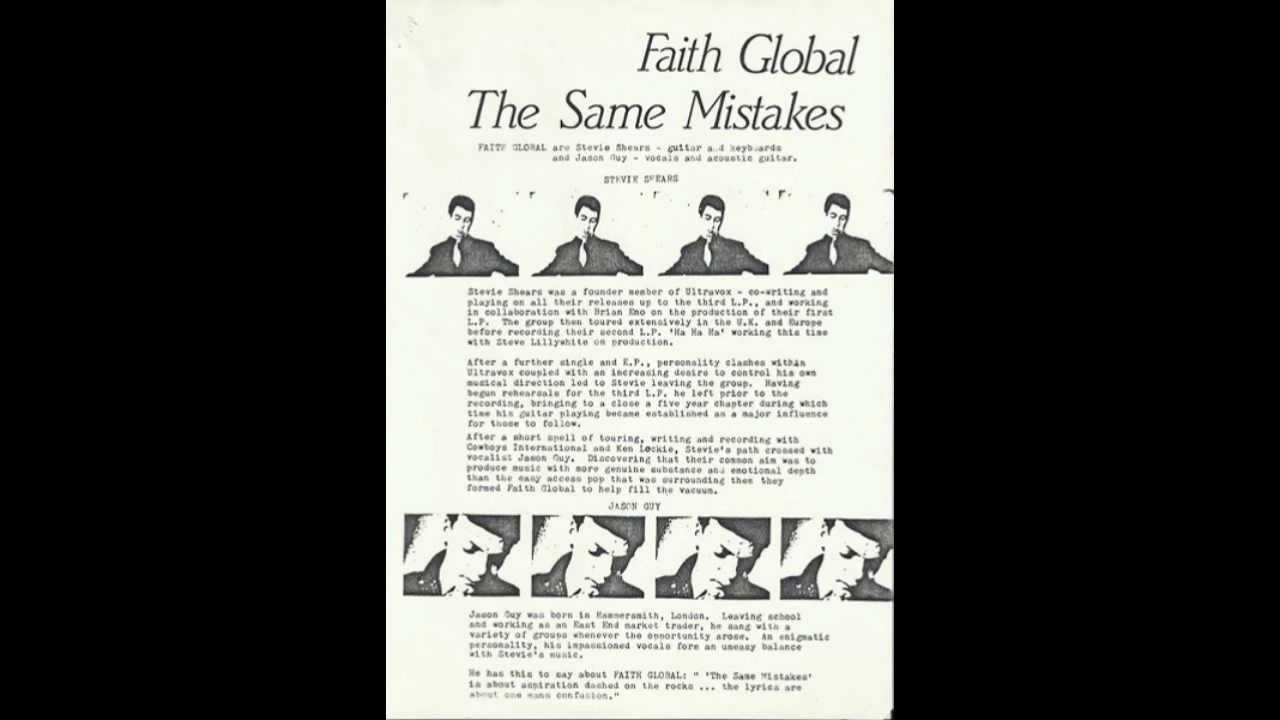 Faith Global
The Same Mistakes
FAITH GLOBAL are Stevie Shears - guitar and keyboards
and Jason Guy - vocals and acoustic guitar.
STEVIE SHEARS
Stevie Shears was a founder member of Ultravox - co-writing and
playing on all their releases up to the third L.P., and working
in collaboration with Brian Eno on the production of their first
L.P. The group then toured extensively in the U.K. and Europe
before recording their second L.P. 'Ha Ha Ha' working this time
with Steve Lillywhite on production.
After a further single and E.P., personality clashes within
Ultravox coupled with an increasing desire to control his own
musical direction led to Stevie leaving the group. Having
begun rehearsals for the third L.P. he left prior to the
recording, bringing to a close a five year chapter during which
time his guitar playing became established as a major influence
for those to follow.
After a short spell of touring, writing and recording with
Cowboys International and Ken Lockie, Stevie's path crossed with
vocalist Jason Guy. Discovering that their common aim was to
produce music with more genuine substance and emotional depth
than the easy access pop that was surrounding them they
formed Faith Global to help fill the vacuum.
JASON GUY
Jason Guy was born in Hammersmith, London. Leaving school
and working as an East End market trader, he sang with a
variety of groups whenever the opportunity arose. An enigmatic
personality, his impassioned vocals form an uneasy balance
with Stevie's music.
He has this to say about FAITH GLOBAL: " 'The Same Mistakes'
is about aspiration dashed on the rocks ... the lyrics are
about one mans confusion."